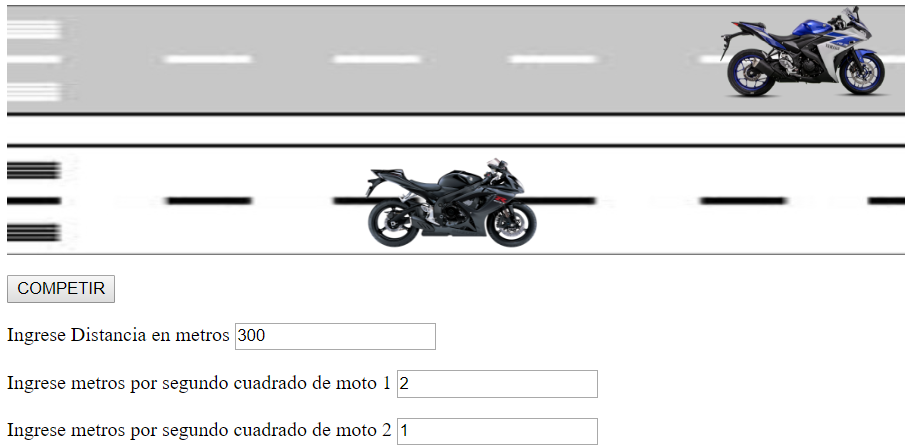 COMPETIR
Ingrese Distancia en metros 300
Ingrese metros por segundo cuadrado de moto 1 2
Ingrese metros por segundo cuadrado de moto 2 1